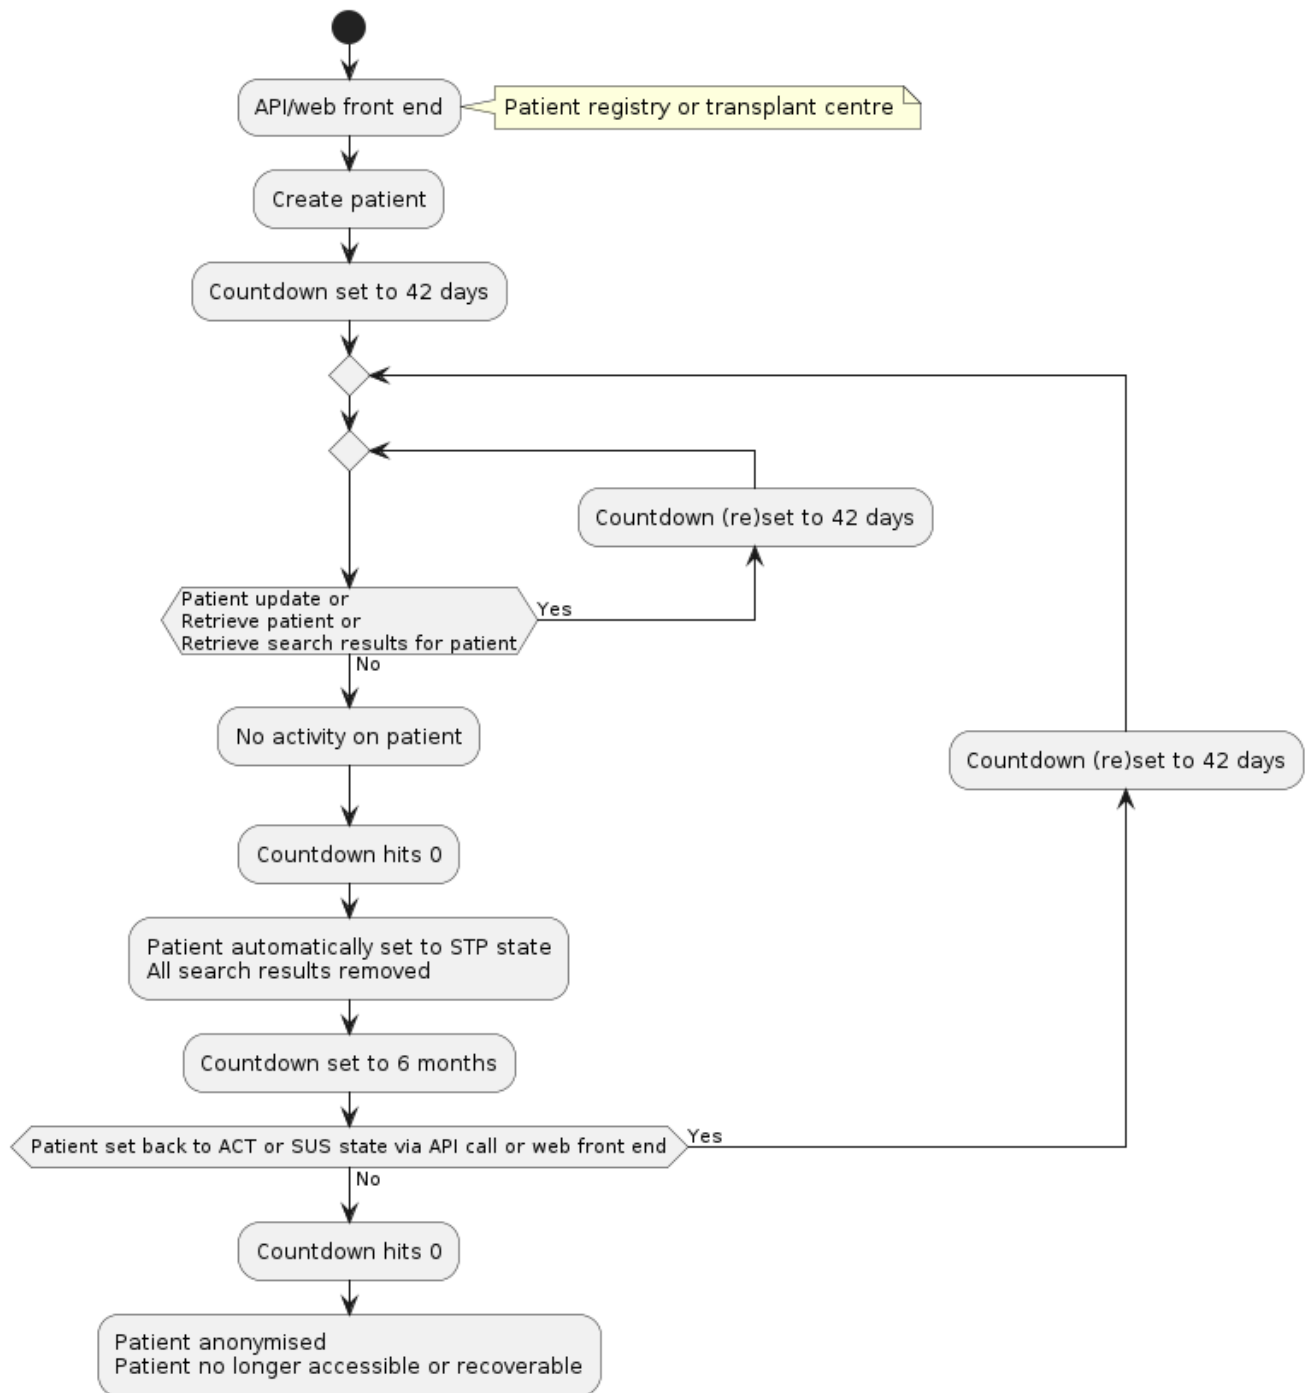 API/web front end
Patient registry or transplant centre
Create patient
Countdown set to 42 days
Countdown (re)set to 42 days
Patient update or
Retrieve patient or
Retrieve search results for patient
Yes
No
No activity on patient
Countdown (re)set to 42 days
Countdown hits 0
Patient automatically set to STP state
All search results removed
Countdown set to 6 months
Patient set back to ACT or SUS state via API call or web front end
Yes
No
Countdown hits 0
Patient anonymised
Patient no longer accessible or recoverable